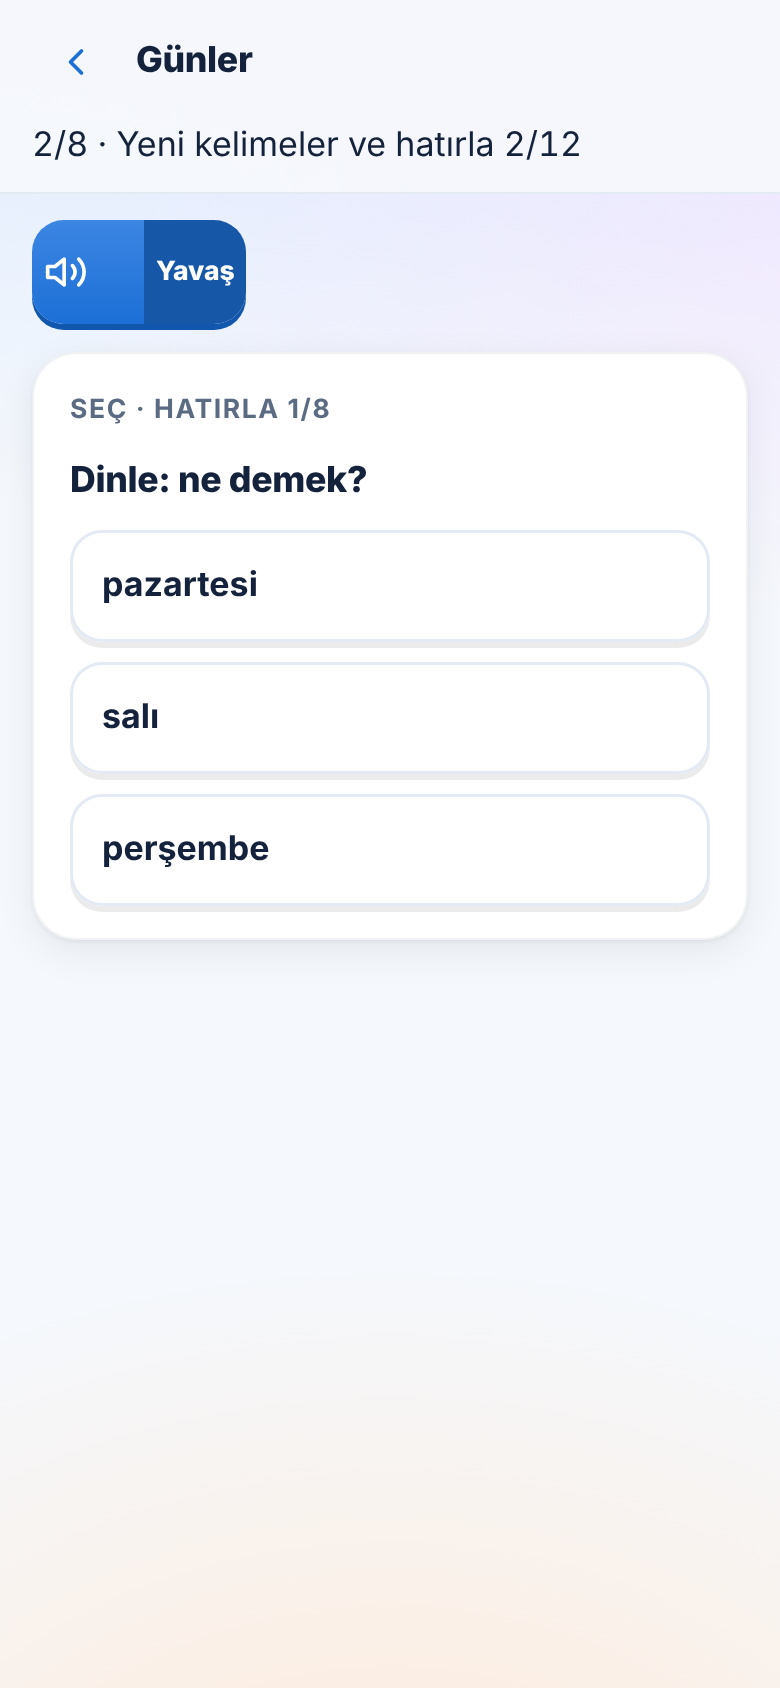 Günler
2/8 · Yeni kelimeler ve hatırla 2/12
Yavaş
SEÇ · HATIRLA 1/8
Dinle: ne demek?
pazartesi
salı
perşembe